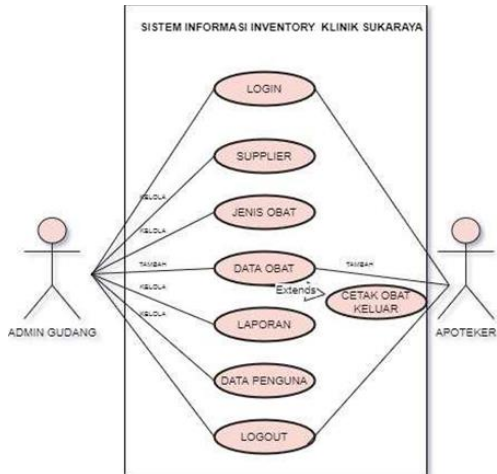 SISTEM INFORMASI INVENTORY KLINIK SUKARAYA
LOGIN
SUPPLIER
KELOLA
JENIS OBAT
KELOLA
DATA OBAT
TAMBAH
TAMBAH
Extends
CETAK OBAT
KELUAR
KELOLA
LAPORAN
KELOLA
ADMIN GUDANG
APOTEKER
DATA PENGUNA
LOGOUT